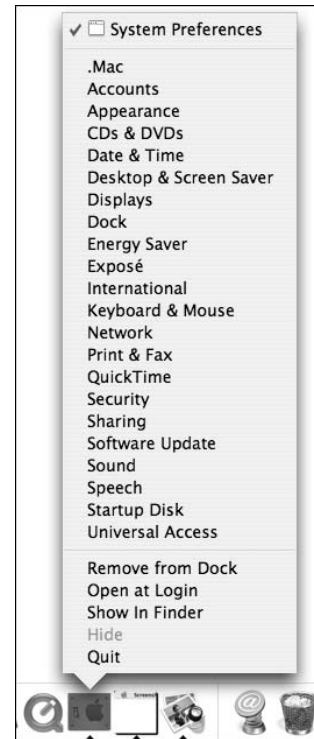 System Preferences
.Mac
Accounts
Appearance
CDs & DVDs
Date & Time
Desktop & Screen Saver
Displays
Dock
Energy Saver
Exposé
International
Keyboard & Mouse
Network
Print & Fax
QuickTime
Security
Sharing
Software Update
Sound
Speech
Startup Disk
Universal Access
Remove from Dock
Open at Login
Show In Finder
Hide
Quit
@